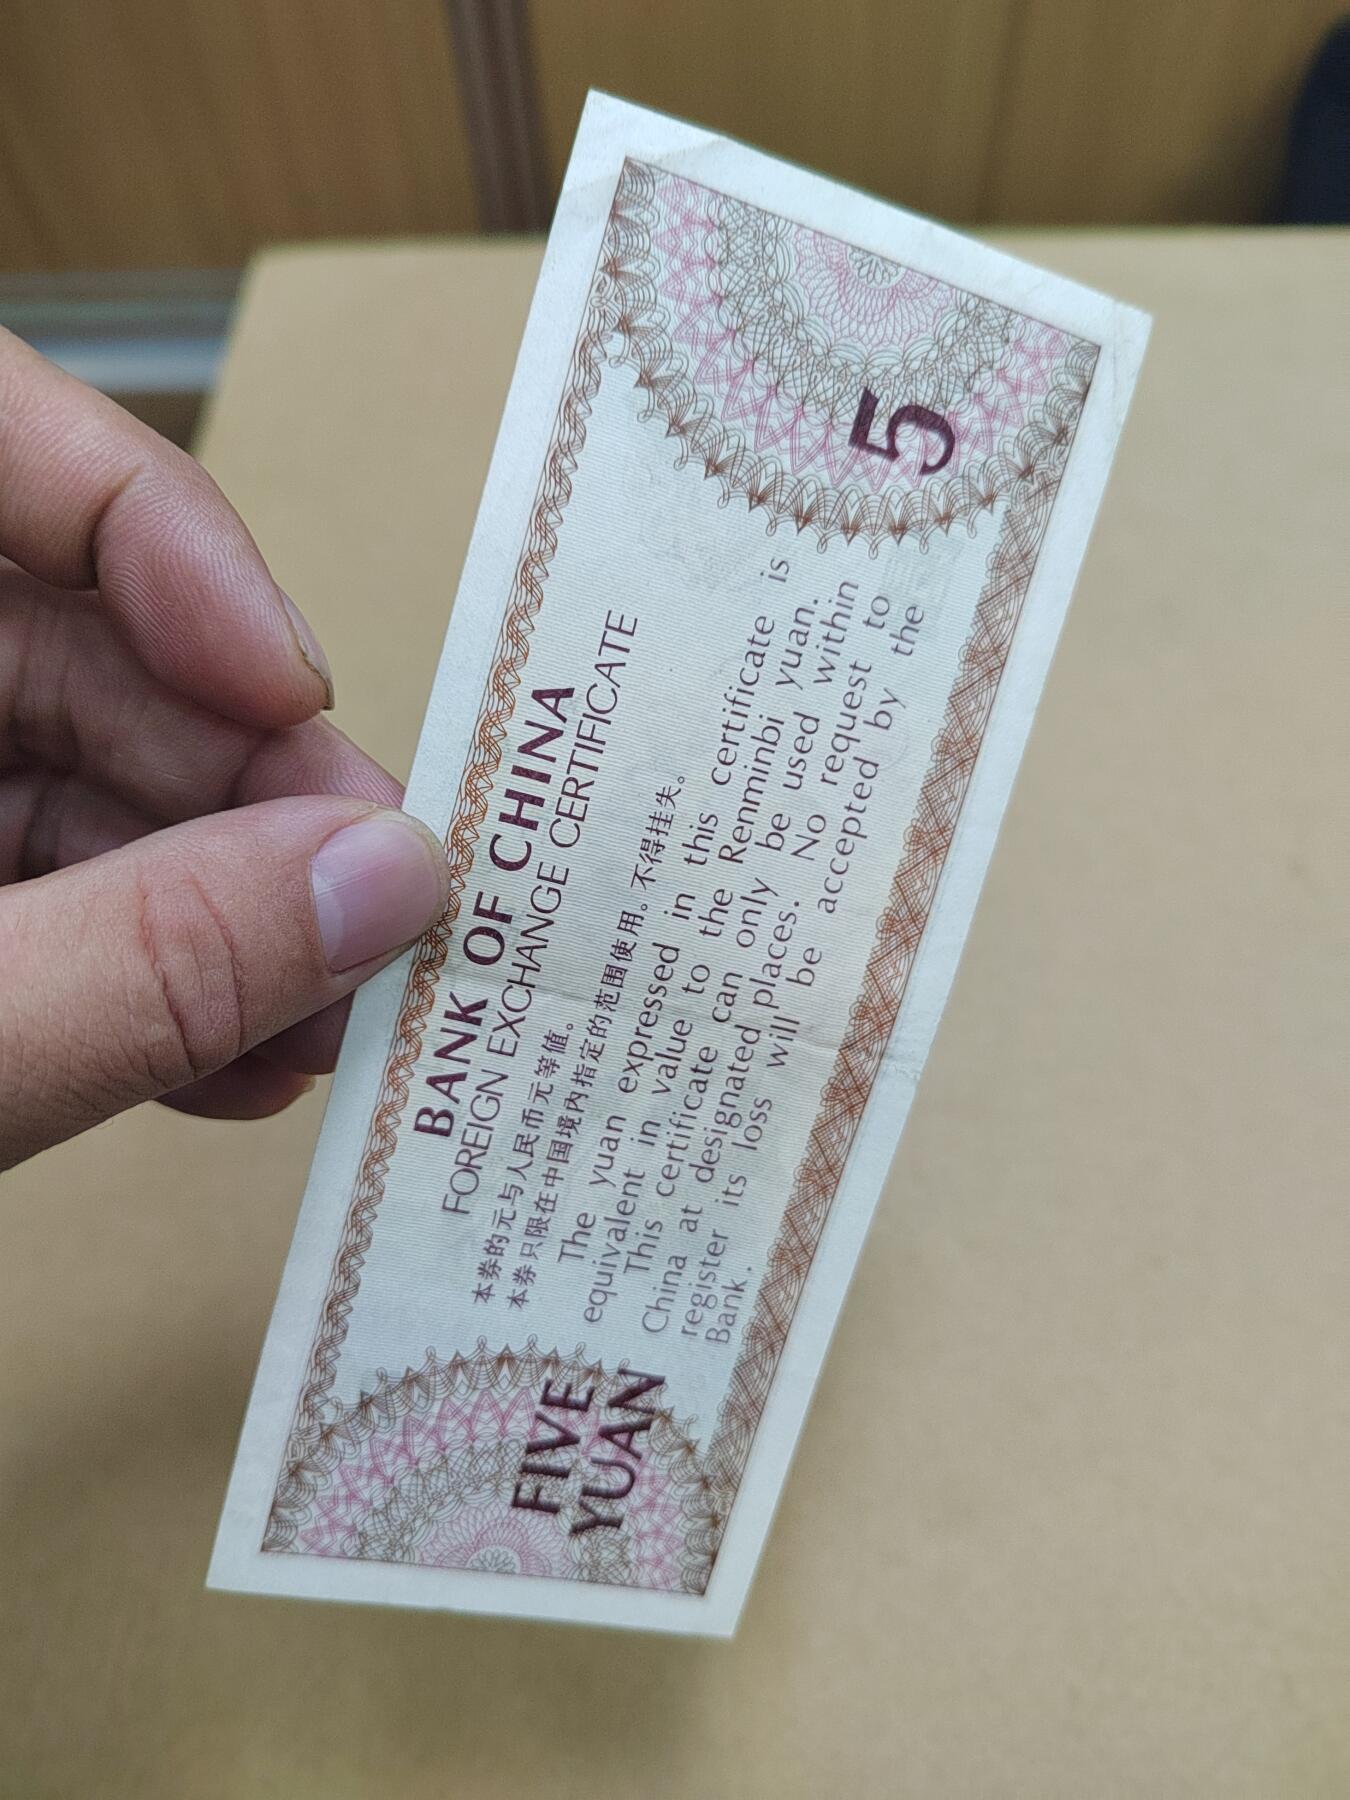 BANK OF CHINA
FOREIGN EXCHANGE CERTIFICATE
本券的元与人民币元等值。
本券只限在中国境内指定的范围使用。不得挂失。
The yuan expressed in this certificate is
equivalent in value to the Renminbi yuan.
This certificate can only be used within
China at designated places. No request to
register its loss will be accepted by the
Bank.
FIVE
YUAN
5